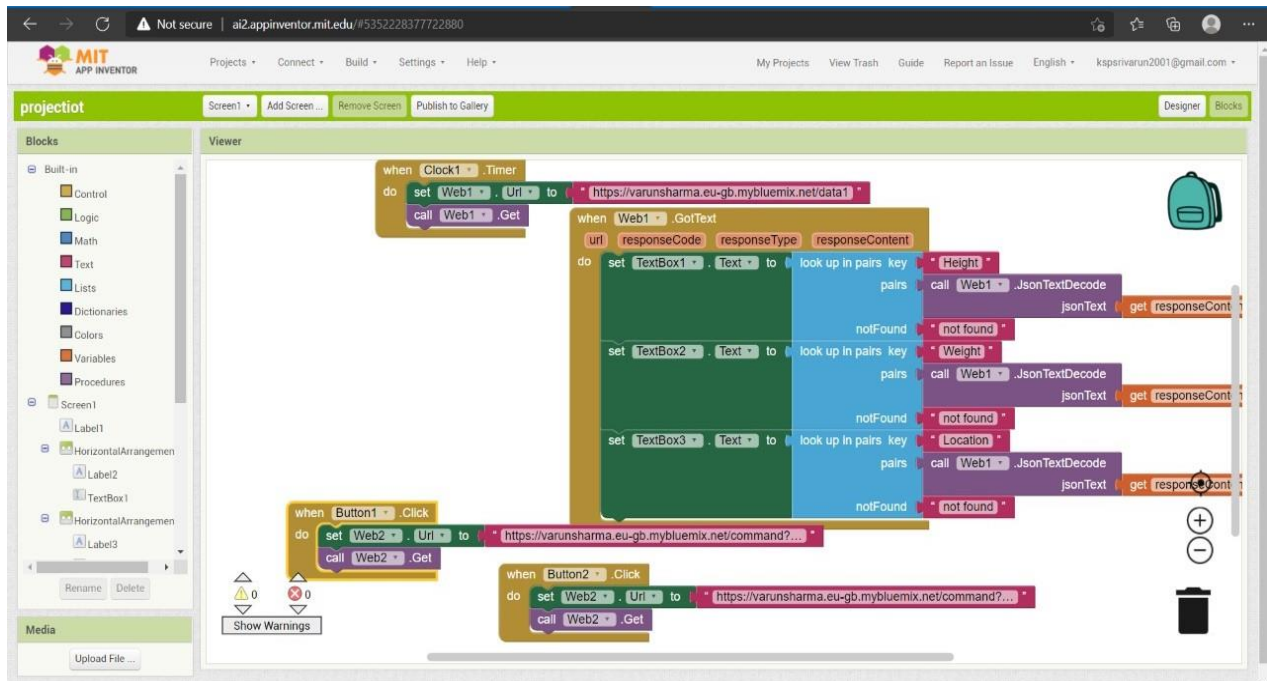 Not secure | ai2.appinventor.mit.edu/#5352228377722880
MIT
APP INVENTOR
Projects Connect Build Settings Help My Projects View Trash Guide Report an Issue English kspsrivarun2001@gmail.com
projectiot Screen1 Add Screen ... Remove Screen Publish to Gallery Designer Blocks
Blocks
Viewer
Built-in
Control
Logic
Math
Text
Lists
Dictionaries
Colors
Variables
Procedures
Screen1
Label1
HorizontalArrangemen
Label2
TextBox1
HorizontalArrangemen
Label3
Rename Delete
Media
Upload File ...
when Clock1 .Timer
do set Web1 . Url to " https://varunsharma.eu-gb.mybluemix.net/data1 "
call Web1 .Get
when Web1 .GotText
url responseCode responseType responseContent
do set TextBox1 . Text to look up in pairs key " Height "
pairs call Web1 .JsonTextDecode
jsonText get responseCont
notFound " not found "
set TextBox2 . Text to look up in pairs key " Weight "
pairs call Web1 .JsonTextDecode
jsonText get responseCont
notFound " not found "
set TextBox3 . Text to look up in pairs key " Location "
pairs call Web1 .JsonTextDecode
jsonText get responseCont
notFound " not found "
when Button1 .Click
do set Web2 . Url to " https://varunsharma.eu-gb.mybluemix.net/command?... "
call Web2 .Get
when Button2 .Click
do set Web2 . Url to " https://varunsharma.eu-gb.mybluemix.net/command?... "
call Web2 .Get
0 0
Show Warnings